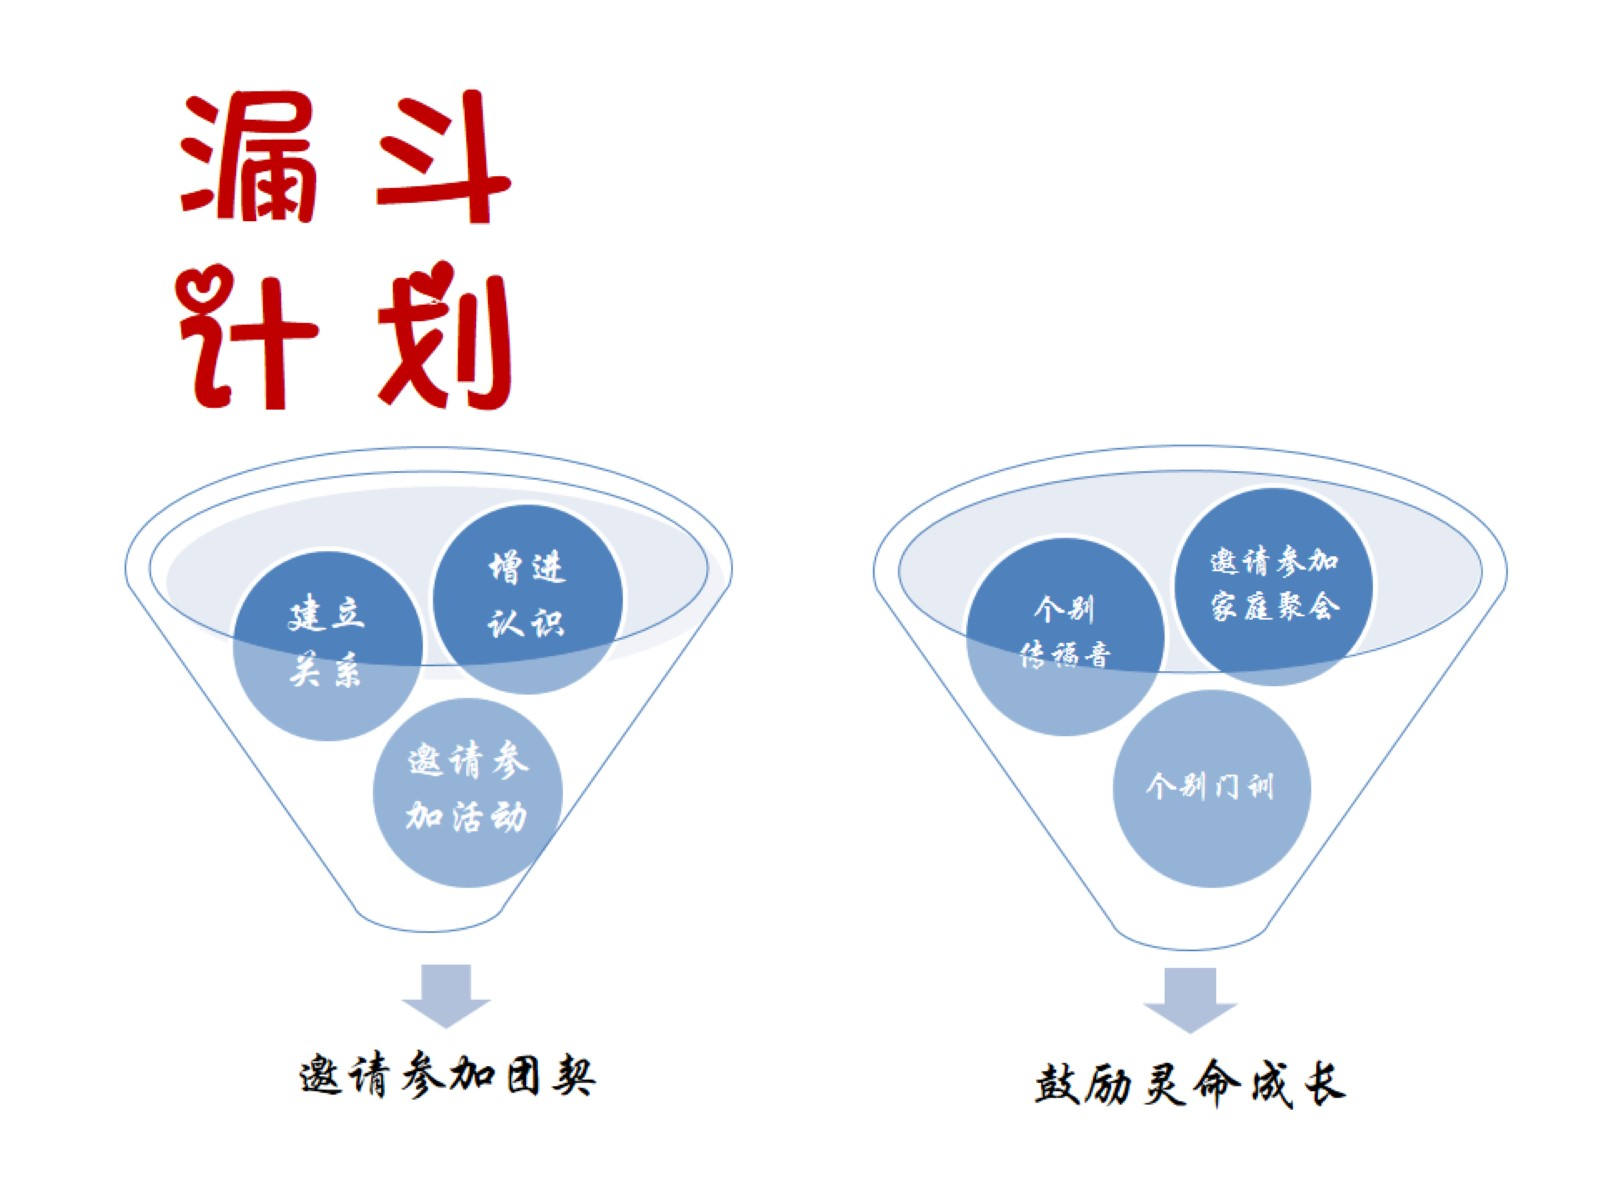 漏斗
计划
建立
关系
增进
认识
邀请参
加活动
邀请参加团契
个别
传福音
邀请参加
家庭聚会
个别门训
鼓励灵命成长